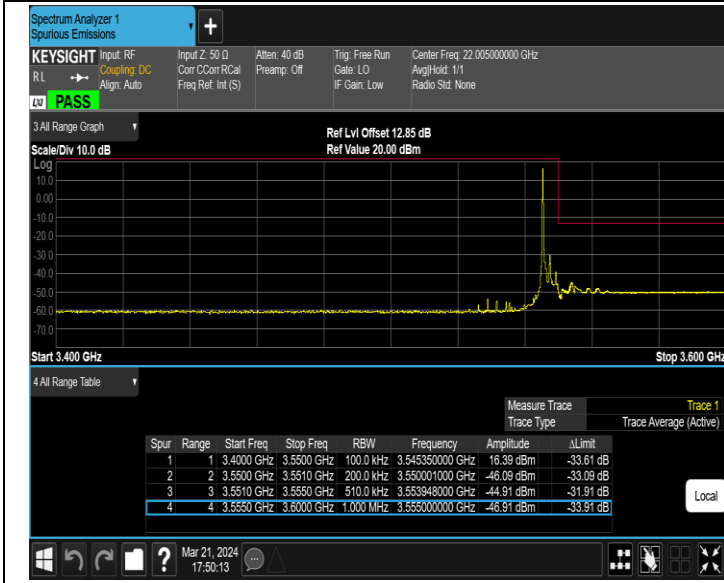 Spectrum Analyzer 1
Spurious Emissions
+
KEYSIGHT Input: RF Input Z: 50 Ω Atten: 40 dB Trig: Free Run Center Freq: 22.005000000 GHz
RL Coupling: DC Corr CCorr RCal Preamp: Off Gate: LO Avg|Hold: 1/1
Align: Auto Freq Ref: Int (S) IF Gain: Low Radio Std: None
LXI PASS
3 All Range Graph
Ref Lvl Offset 12.85 dB
Scale/Div 10.0 dB Ref Value 20.00 dBm
Log
10.0
0.00
-10.0
-20.0
-30.0
-40.0
-50.0
-60.0
-70.0
Start 3.400 GHz Stop 3.600 GHz
4 All Range Table
Measure Trace Trace 1
Trace Type Trace Average (Active)
Spur Range Start Freq Stop Freq RBW Frequency Amplitude ΔLimit
1 1 3.4000 GHz 3.5500 GHz 100.0 kHz 3.545350000 GHz 16.39 dBm -33.61 dB
2 2 3.5500 GHz 3.5510 GHz 200.0 kHz 3.550001000 GHz -46.09 dBm -33.09 dB
3 3 3.5510 GHz 3.5550 GHz 510.0 kHz 3.553948000 GHz -44.91 dBm -31.91 dB
4 4 3.5550 GHz 3.6000 GHz 1.000 MHz 3.555000000 GHz -46.91 dBm -33.91 dB
Local
? Mar 21, 2024
17:50:13